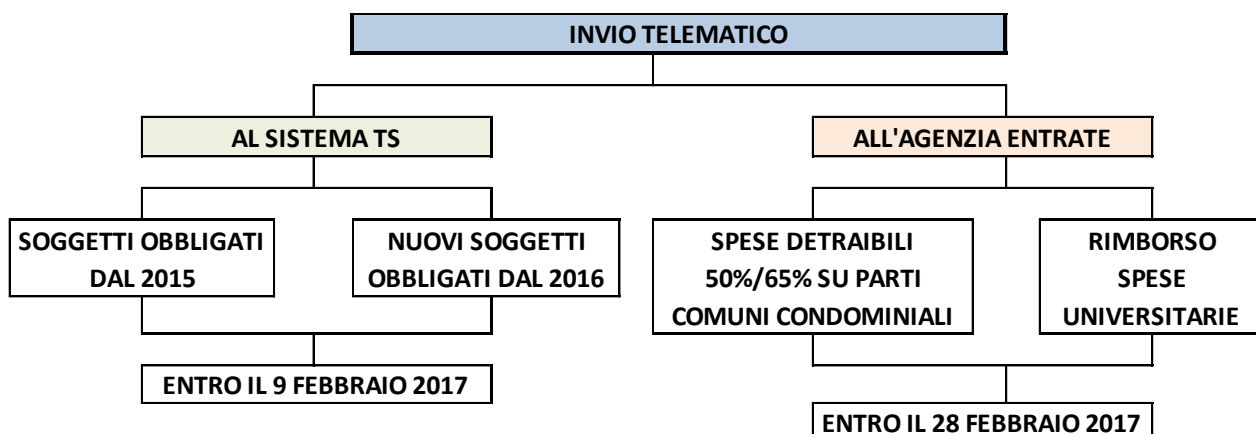 INVIO TELEMATICO
AL SISTEMA TS
ALL'AGENZIA ENTRATE
SOGGETTI OBBLIGATI
DAL 2015
NUOVI SOGGETTI
OBBLIGATI DAL 2016
SPESE DETRAIBILI
50%/65% SU PARTI
COMUNI CONDOMINIALI
RIMBORSO
SPESE
UNIVERSITARIE
ENTRO IL 9 FEBBRAIO 2017
ENTRO IL 28 FEBBRAIO 2017